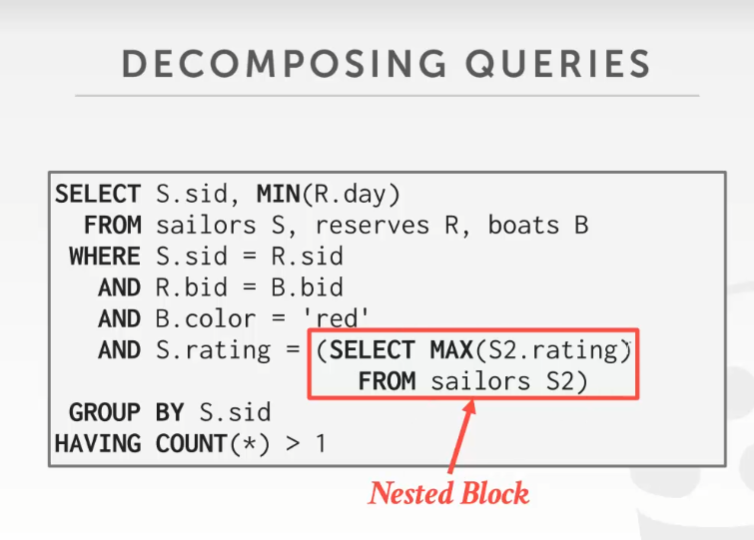 DECOMPOSING QUERIES
SELECT S.sid, MIN(R.day)
FROM sailors S, reserves R, boats B
WHERE S.sid = R.sid
AND R.bid = B.bid
AND B.color = 'red'
AND S.rating = (SELECT MAX(S2.rating)
FROM sailors S2)
GROUP BY S.sid
HAVING COUNT(*) > 1
Nested Block